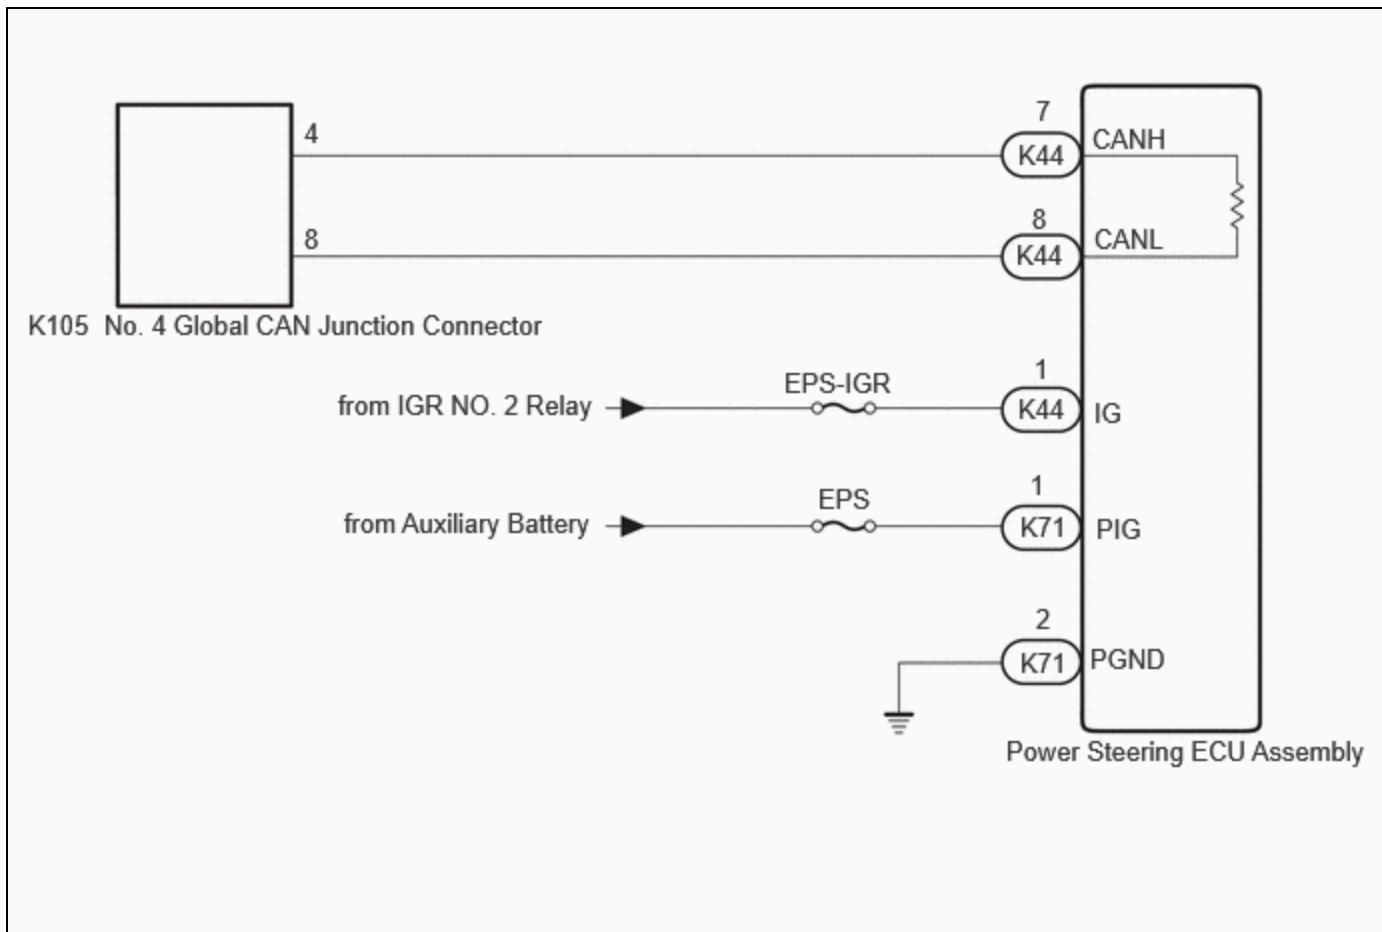 4
7
K44
CANH
8
8
K44
CANL
K105 No. 4 Global CAN Junction Connector
from IGR NO. 2 Relay
EPS-IGR
1
K44
IG
from Auxiliary Battery
EPS
1
K71
PIG
2
K71
PGND
Power Steering ECU Assembly